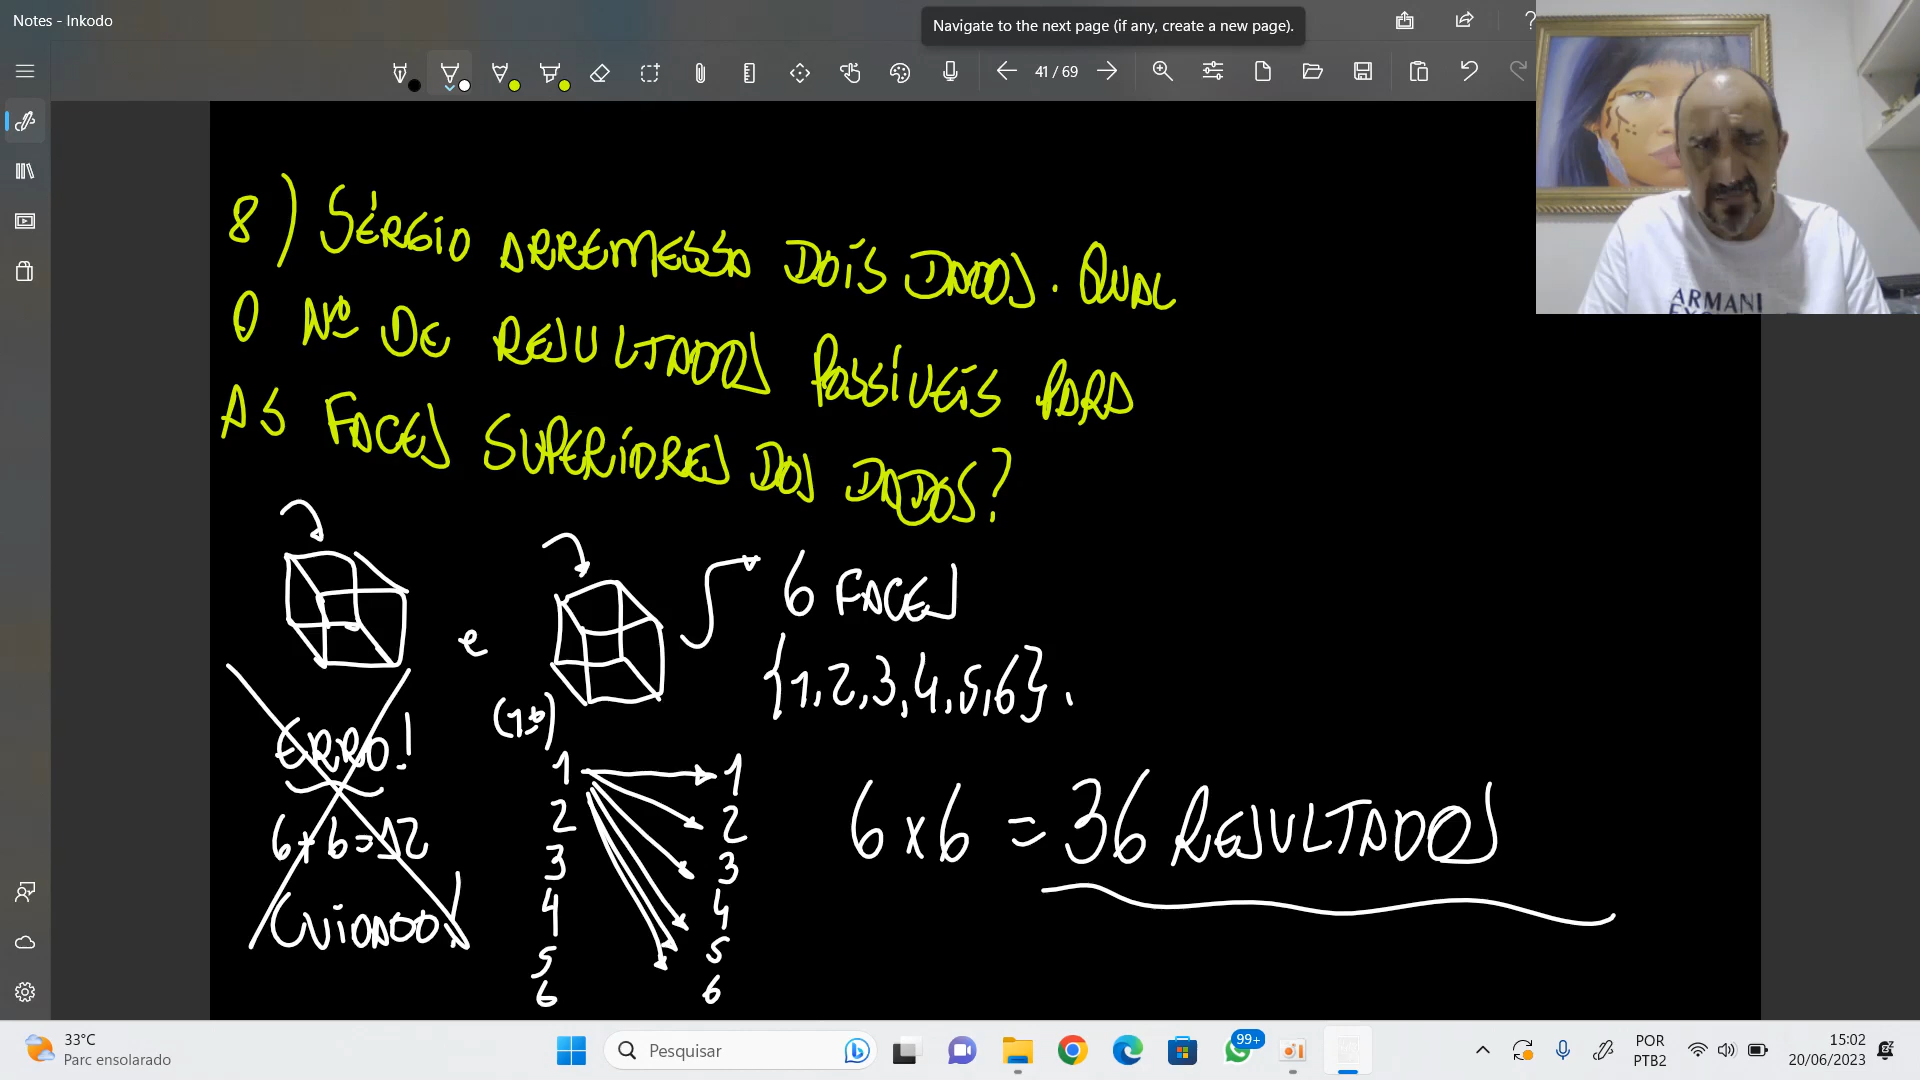 Notes - Inkodo
Navigate to the next page (if any, create a new page).
41 / 69
8) SÉRGIO ARREMESSA DOIS DADOS. QUAL
O Nº DE RESULTADOS POSSÍVEIS PARA
AS FACES SUPERIORES DOS DADOS?
e
6 FACES
{1,2,3,4,5,6}.
ERRO!
6+6=12
CUIDADO!
1 1
2 2
3 3
4 4
5 5
6 6
6 x 6 = 36 RESULTADOS
ARMANI
33°C
Parc ensolarado
Pesquisar
99+
POR
PTB2
15:02
20/06/2023